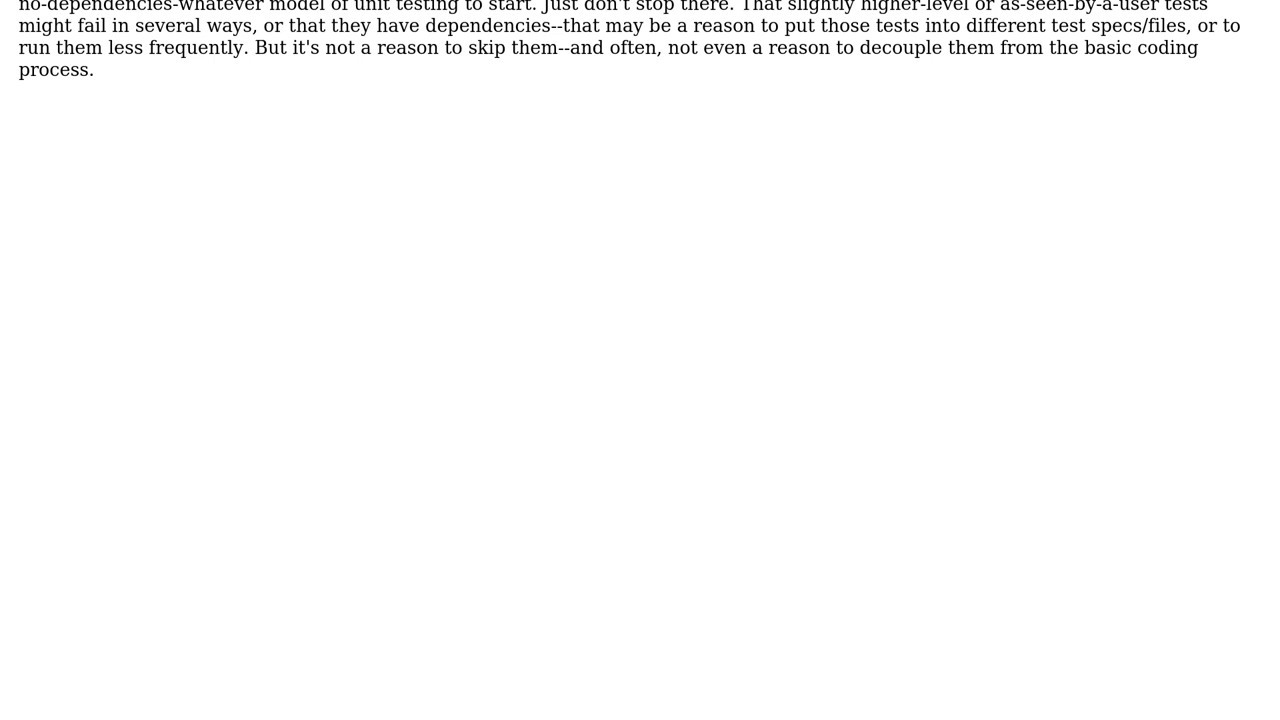 no-dependencies-whatever model of unit testing to start. Just don't stop there. That slightly higher-level or as-seen-by-a-user tests
might fail in several ways, or that they have dependencies--that may be a reason to put those tests into different test specs/files, or to
run them less frequently. But it's not a reason to skip them--and often, not even a reason to decouple them from the basic coding
process.